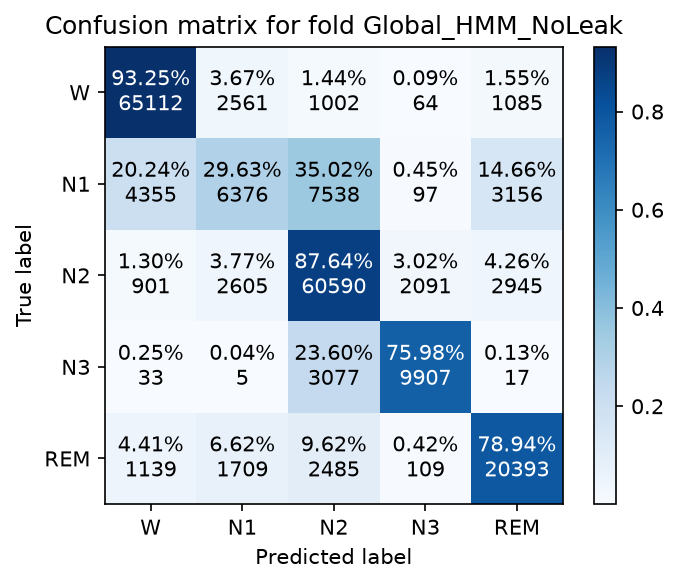 Confusion matrix for fold Global_HMM_NoLeak
W 93.25% 3.67% 1.44% 0.09% 1.55%
65112 2561 1002 64 1085
N1 20.24% 29.63% 35.02% 0.45% 14.66%
4355 6376 7538 97 3156
N2 1.30% 3.77% 87.64% 3.02% 4.26%
901 2605 60590 2091 2945
N3 0.25% 0.04% 23.60% 75.98% 0.13%
33 5 3077 9907 17
REM 4.41% 6.62% 9.62% 0.42% 78.94%
1139 1709 2485 109 20393
W N1 N2 N3 REM
Predicted label
True label
0.8
0.6
0.4
0.2